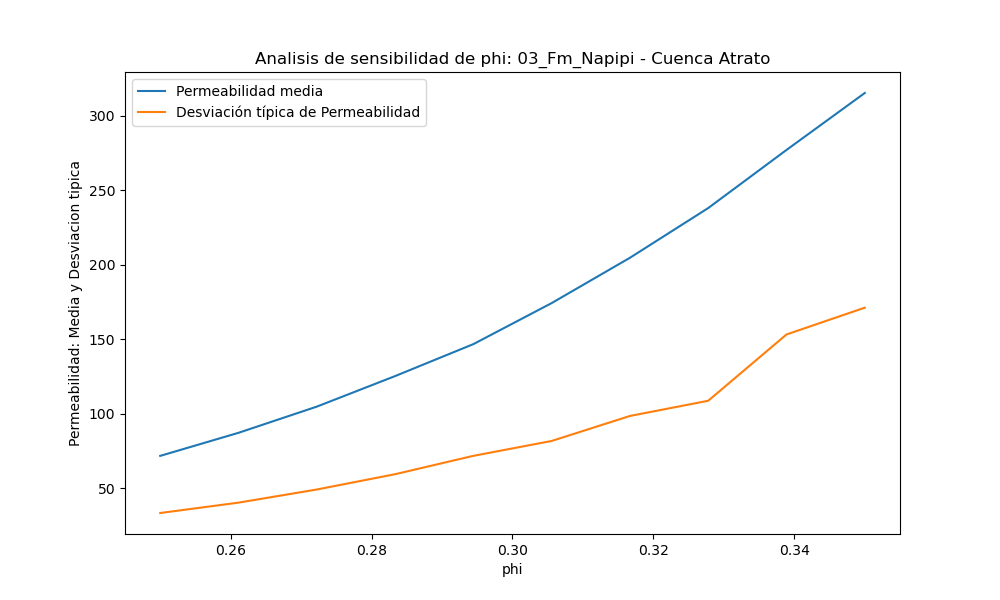 Analisis de sensibilidad de phi: 03_Fm_Napipi - Cuenca Atrato
Permeabilidad media
Desviación típica de Permeabilidad
Permeabilidad: Media y Desviacion tipica
300
250
200
150
100
50
0.26
0.28
0.30
0.32
0.34
phi